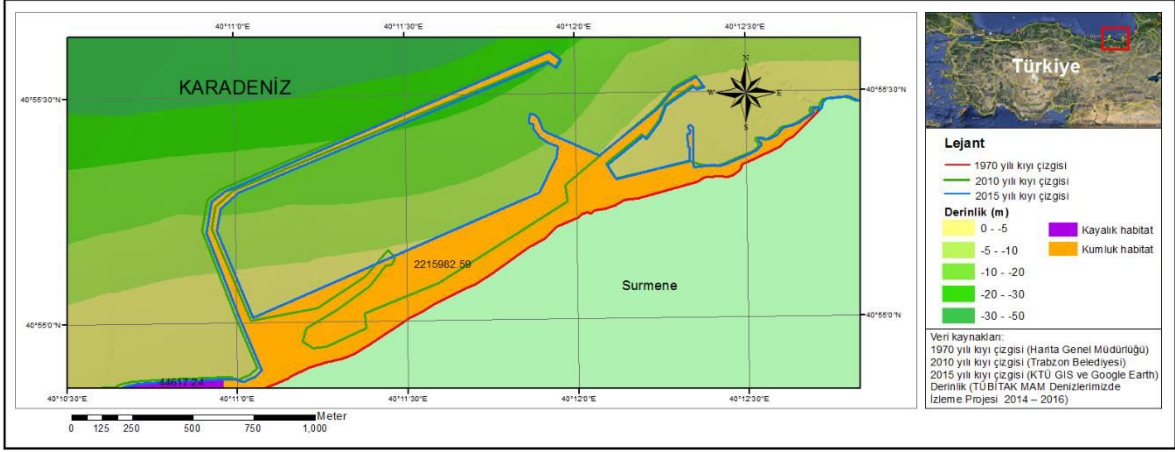 40°11'0"E
40°11'30"E
40°12'0"E
40°12'30"E
KARADENİZ
40°55'30"N
40°55'30"N
N
W
E
S
2215982.59
Surmene
40°55'0"N
40°55'0"N
44617.24
40°10'30"E
40°11'0"E
40°11'30"E
40°12'0"E
40°12'30"E
Meter
0 125 250 500 750 1,000
Türkiye
Lejant
1970 yılı kıyı çizgisi
2010 yılı kıyı çizgisi
2015 yılı kıyı çizgisi
Derinlik (m)
0 - -5
Kayalık habitat
-5 - -10
Kumluk habitat
-10 - -20
-20 - -30
-30 - -50
Veri kaynakları:
1970 yılı kıyı çizgisi (Harita Genel Müdürlüğü)
2010 yılı kıyı çizgisi (Trabzon Belediyesi)
2015 yılı kıyı çizgisi (KTÜ GIS ve Google Earth)
Derinlik (TÜBİTAK MAM Denizlerimizde
İzleme Projesi 2014 – 2016)